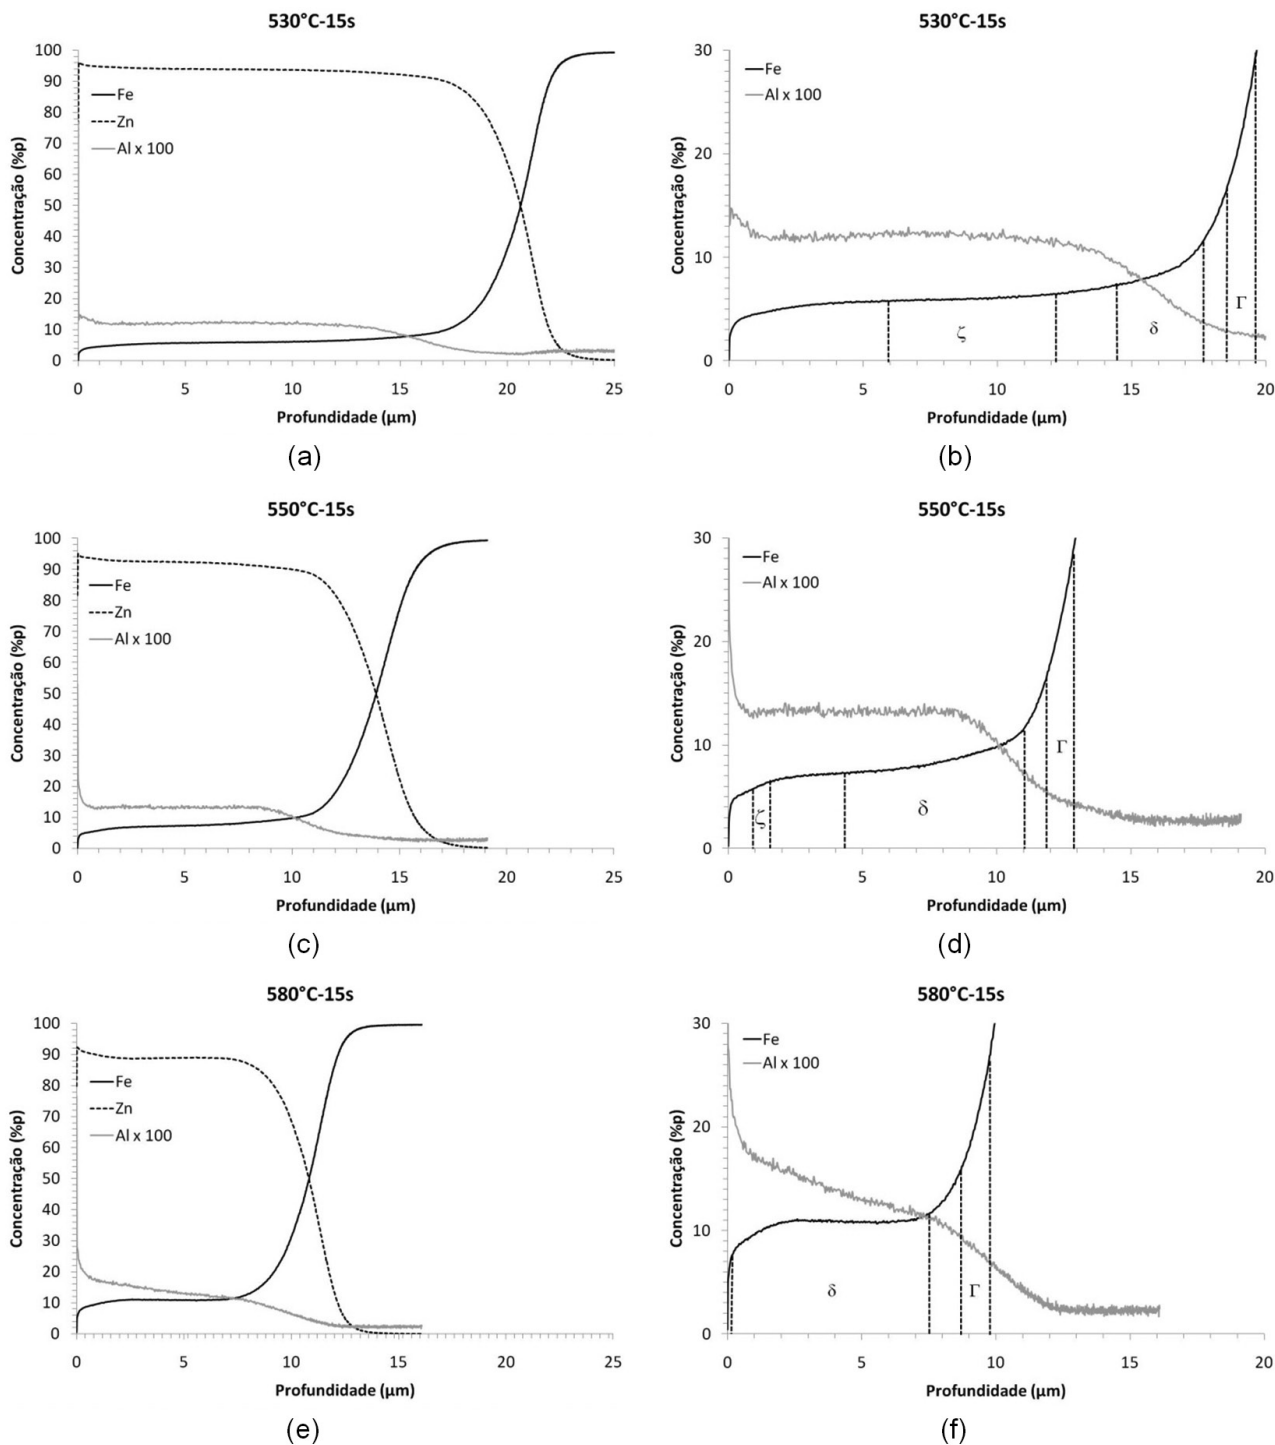 530°C-15s
100
90
80
70
60
50
40
30
20
10
0
Concentração (%p)
Fe
Zn
Al x 100
0 5 10 15 20 25
Profundidade (µm)
(a)
530°C-15s
30
20
10
0
Concentração (%p)
Fe
Al x 100
ζ
δ
Γ
0 5 10 15 20
Profundidade (µm)
(b)
550°C-15s
100
90
80
70
60
50
40
30
20
10
0
Concentração (%p)
Fe
Zn
Al x 100
0 5 10 15 20 25
Profundidade (µm)
(c)
550°C-15s
30
20
10
0
Concentração (%p)
Fe
Al x 100
ζ
δ
Γ
0 5 10 15 20
Profundidade (µm)
(d)
580°C-15s
100
90
80
70
60
50
40
30
20
10
0
Concentração (%p)
Fe
Zn
Al x 100
0 5 10 15 20 25
Profundidade (µm)
(e)
580°C-15s
30
20
10
0
Concentração (%p)
Fe
Al x 100
δ
Γ
0 5 10 15 20
Profundidade (µm)
(f)